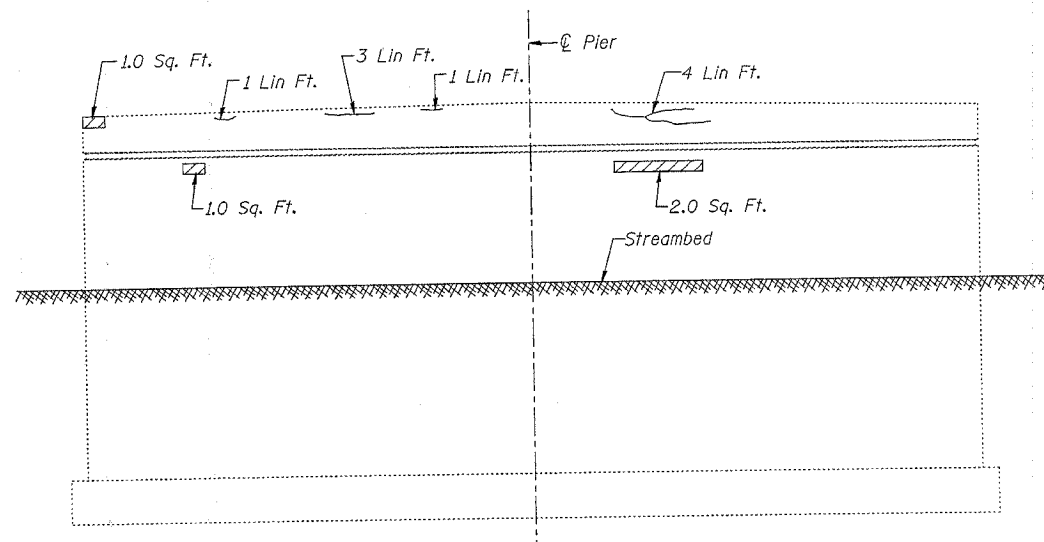 ℄ Pier
1.0 Sq. Ft.
1 Lin Ft.
3 Lin Ft.
1 Lin Ft.
4 Lin Ft.
1.0 Sq. Ft.
2.0 Sq. Ft.
Streambed